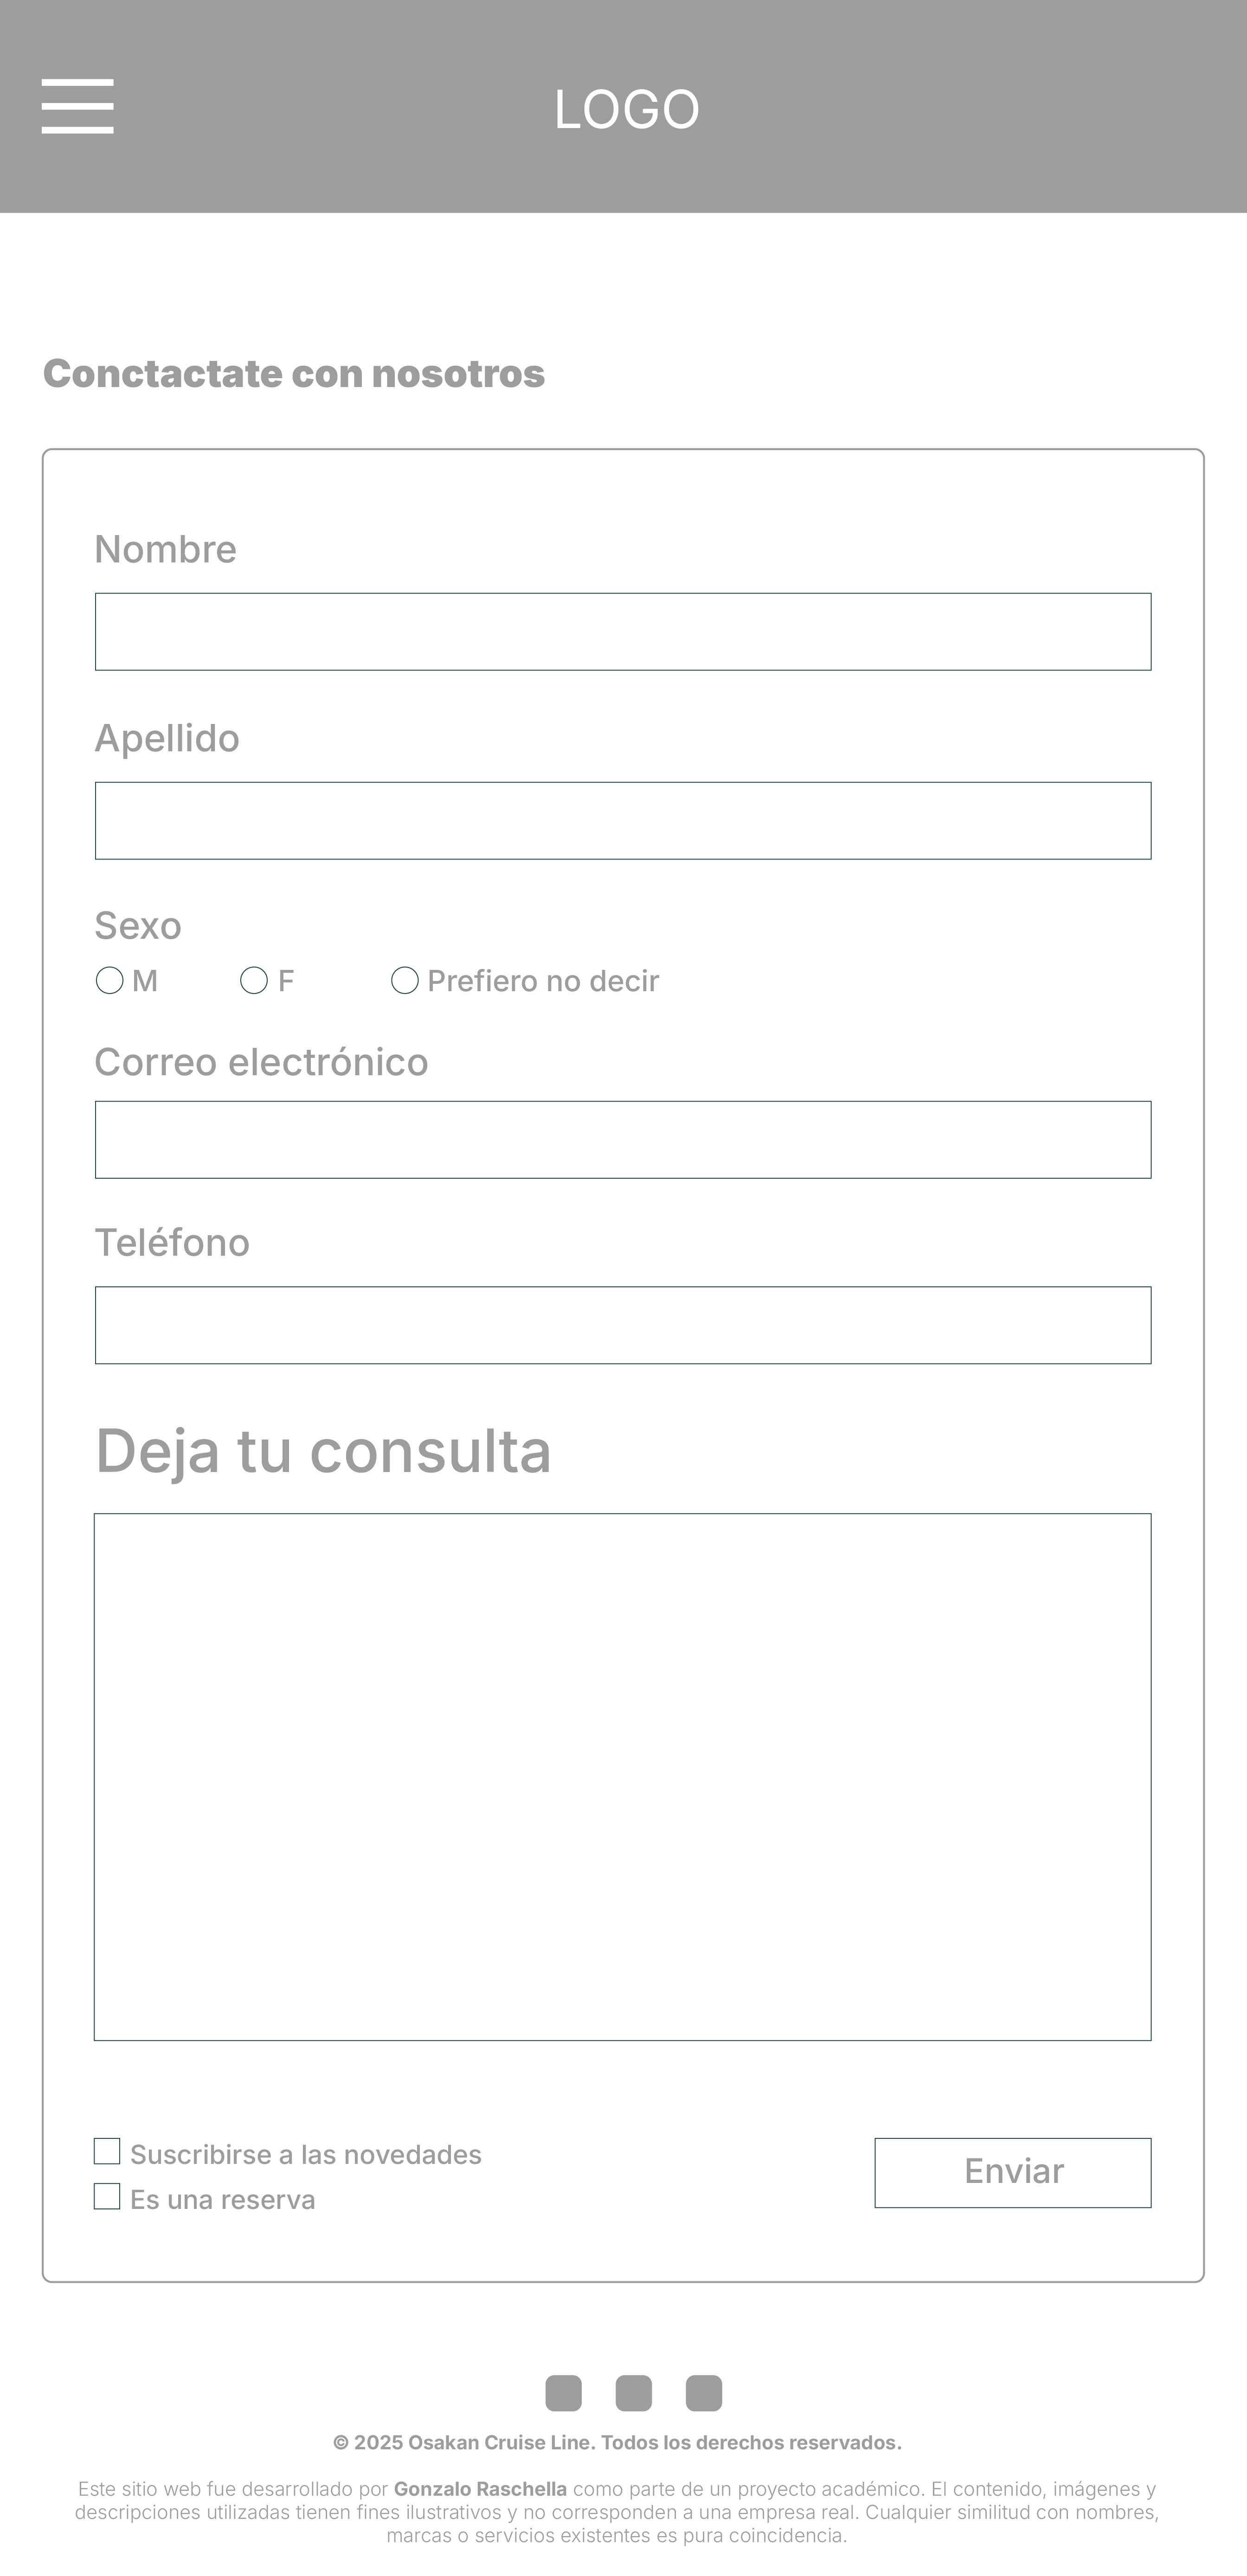 LOGO
Conctactate con nosotros
Nombre
Apellido
Sexo
M F Prefiero no decir
Correo electrónico
Teléfono
Deja tu consulta
Suscribirse a las novedades
Enviar
Es una reserva
© 2025 Osakan Cruise Line. Todos los derechos reservados.
Este sitio web fue desarrollado por Gonzalo Raschella como parte de un proyecto académico. El contenido, imágenes y
descripciones utilizadas tienen fines ilustrativos y no corresponden a una empresa real. Cualquier similitud con nombres,
marcas o servicios existentes es pura coincidencia.